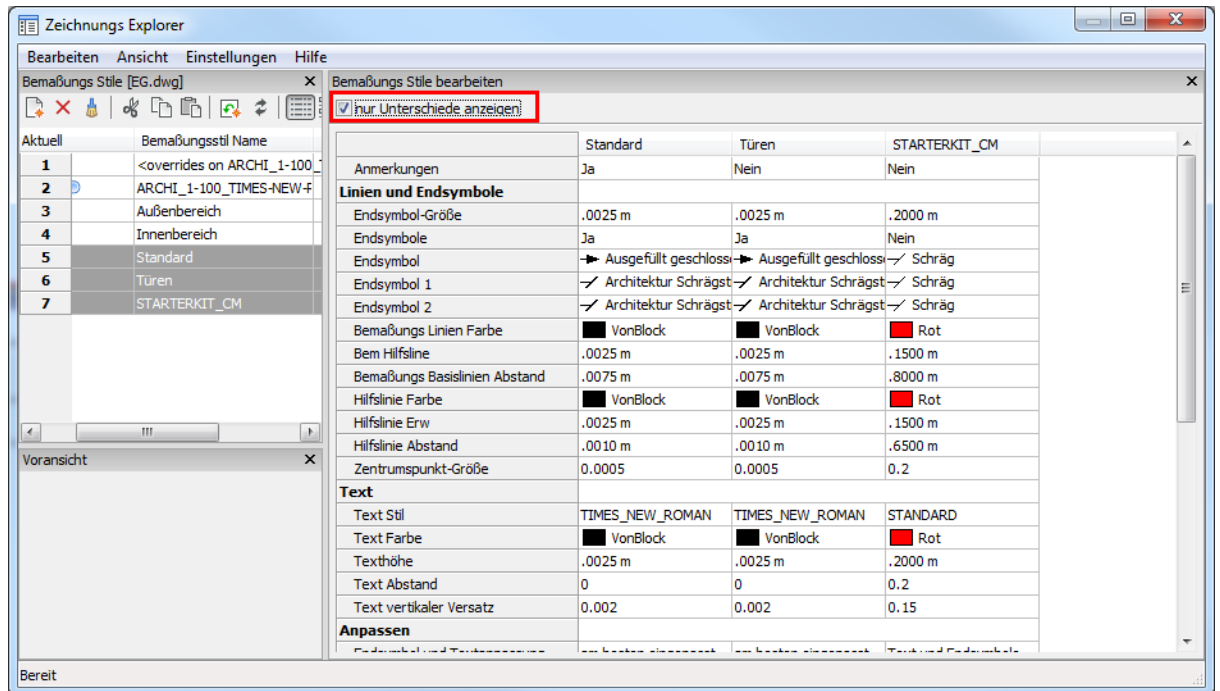 Zeichnungs Explorer
Bearbeiten Ansicht Einstellungen Hilfe
Bemaßungs Stile [EG.dwg]
Aktuell Bemaßungsstil Name
1 <overrides on ARCHI_1-100_
2 ARCHI_1-100_TIMES-NEW-
3 Außenbereich
4 Innenbereich
5 Standard
6 Türen
7 STARTERKIT_CM
Voransicht
Bemaßungs Stile bearbeiten
nur Unterschiede anzeigen
Standard Türen STARTERKIT_CM
Anmerkungen Ja Nein Nein
Linien und Endsymbole
Endsymbol-Größe .0025 m .0025 m .2000 m
Endsymbole Ja Ja Nein
Endsymbol Ausgefüllt geschloss Ausgefüllt geschloss Schräg
Endsymbol 1 Architektur Schrägst Architektur Schrägst Schräg
Endsymbol 2 Architektur Schrägst Architektur Schrägst Schräg
Bemaßungs Linien Farbe VonBlock VonBlock Rot
Bem Hilfsline .0025 m .0025 m .1500 m
Bemaßungs Basislinien Abstand .0075 m .0075 m .8000 m
Hilfslinie Farbe VonBlock VonBlock Rot
Hilfslinie Erw .0025 m .0025 m .1500 m
Hilfslinie Abstand .0010 m .0010 m .6500 m
Zentrumspunkt-Größe 0.0005 0.0005 0.2
Text
Text Stil TIMES_NEW_ROMAN TIMES_NEW_ROMAN STANDARD
Text Farbe VonBlock VonBlock Rot
Texthöhe .0025 m .0025 m .2000 m
Text Abstand 0 0 0.2
Text vertikaler Versatz 0.002 0.002 0.15
Anpassen
Bereit